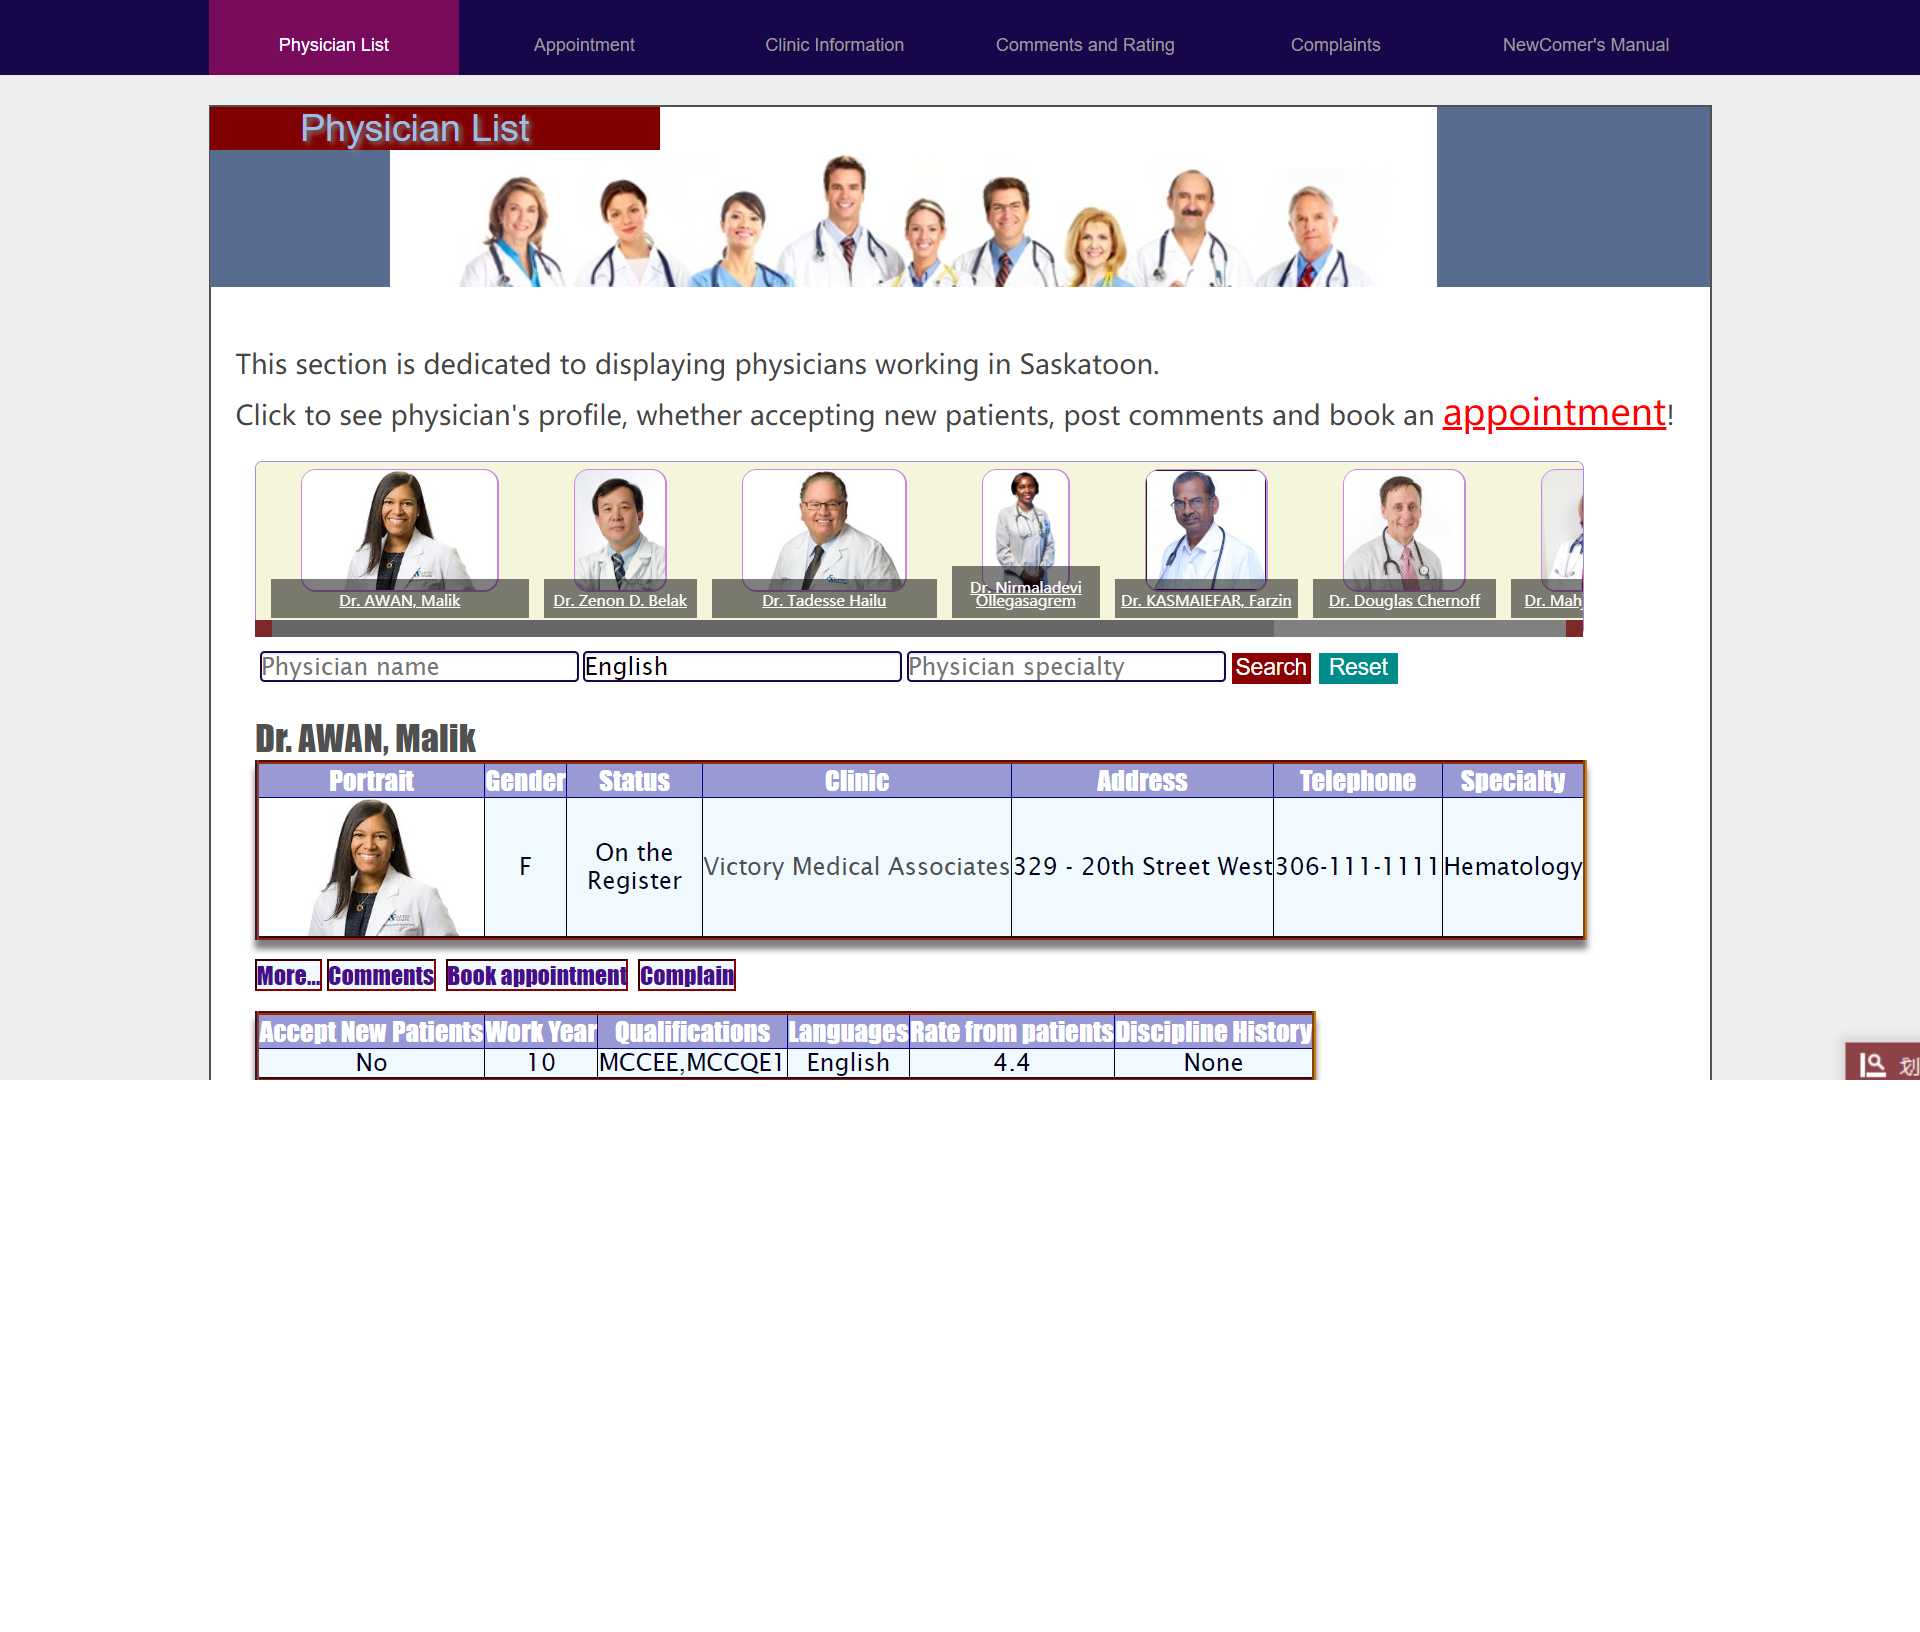 Physician List
Appointment
Clinic Information
Comments and Rating
Complaints
NewComer's Manual
Physician List
This section is dedicated to displaying physicians working in Saskatoon.
Click to see physician's profile, whether accepting new patients, post comments and book an appointment!
Dr. AWAN, Malik
Dr. Zenon D. Belak
Dr. Tadesse Hailu
Dr. Nirmaladevi
Ollegasagrem
Dr. KASMAIEFAR, Farzin
Dr. Douglas Chernoff
Dr. Mahj
Physician name
English
Physician specialty
Search
Reset
Dr. AWAN, Malik
Portrait Gender Status Clinic Address Telephone Specialty
F On the Register Victory Medical Associates 329 - 20th Street West 306-111-1111 Hematology
More... Comments Book appointment Complain
Accept New Patients Work Year Qualifications Languages Rate from patients Discipline History
No 10 MCCEE,MCCQE1 English 4.4 None
划